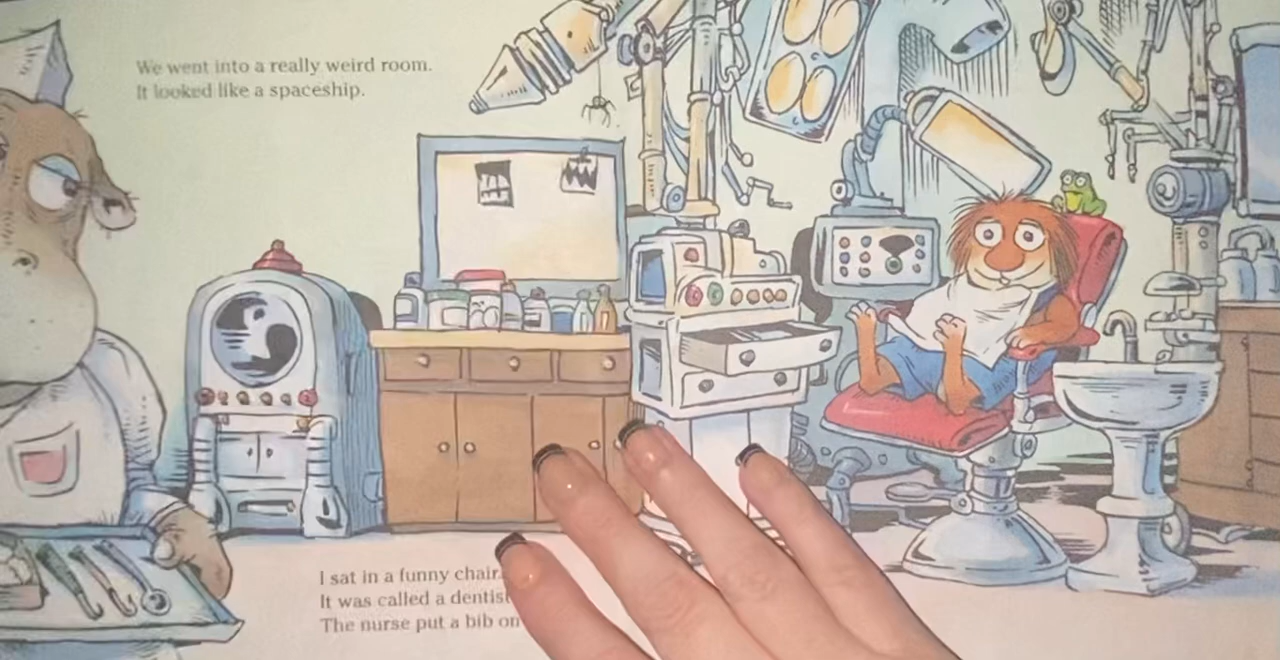 We went into a really weird room.
It looked like a spaceship.
I sat in a funny chair.
It was called a
The nurse put a bib on